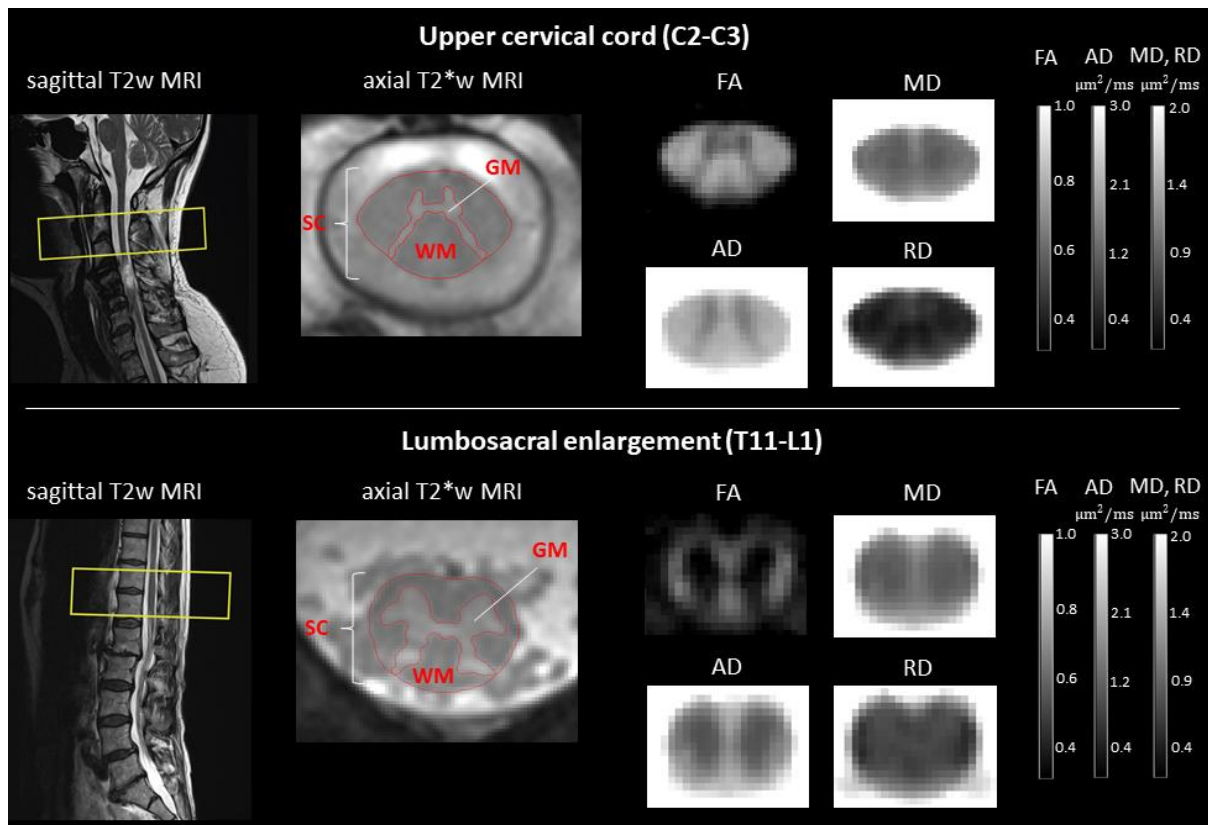 Upper cervical cord (C2-C3)
sagittal T2w MRI
axial T2*w MRI
FA
MD
FA AD MD, RD
μm²/ms μm²/ms
GM
SC
WM
AD
RD
1.0 3.0 2.0
0.8 2.1 1.4
0.6 1.2 0.9
0.4 0.4 0.4
Lumbosacral enlargement (T11-L1)
sagittal T2w MRI
axial T2*w MRI
FA
MD
FA AD MD, RD
μm²/ms μm²/ms
GM
SC
WM
AD
RD
1.0 3.0 2.0
0.8 2.1 1.4
0.6 1.2 0.9
0.4 0.4 0.4